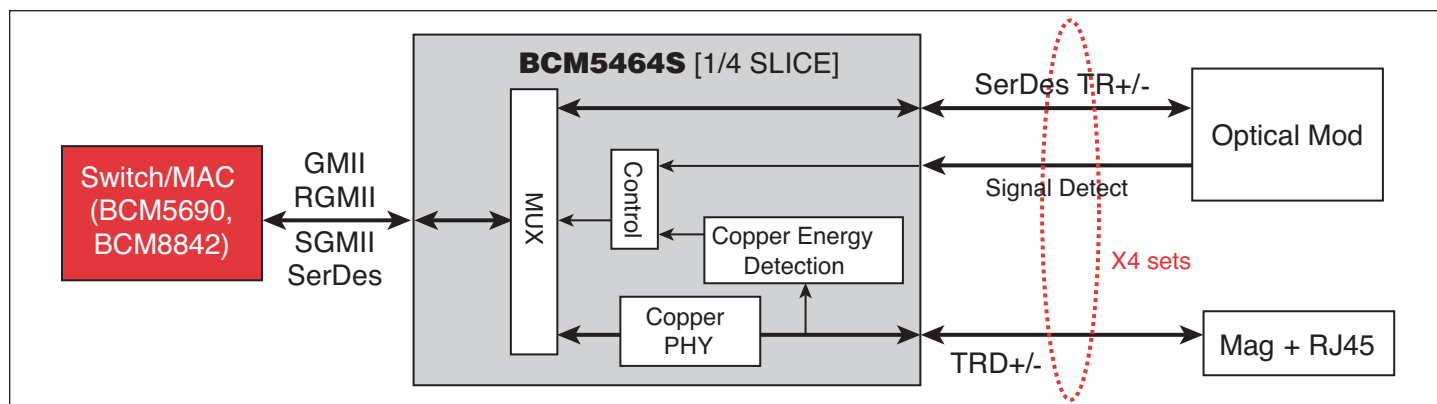 BCM5464S [1/4 SLICE]
SerDes TR+/-
Optical Mod
Signal Detect
Switch/MAC
(BCM5690,
BCM8842)
GMII
RGMII
SGMII
SerDes
MUX
Control
Copper Energy
Detection
Copper
PHY
X4 sets
TRD+/-
Mag + RJ45